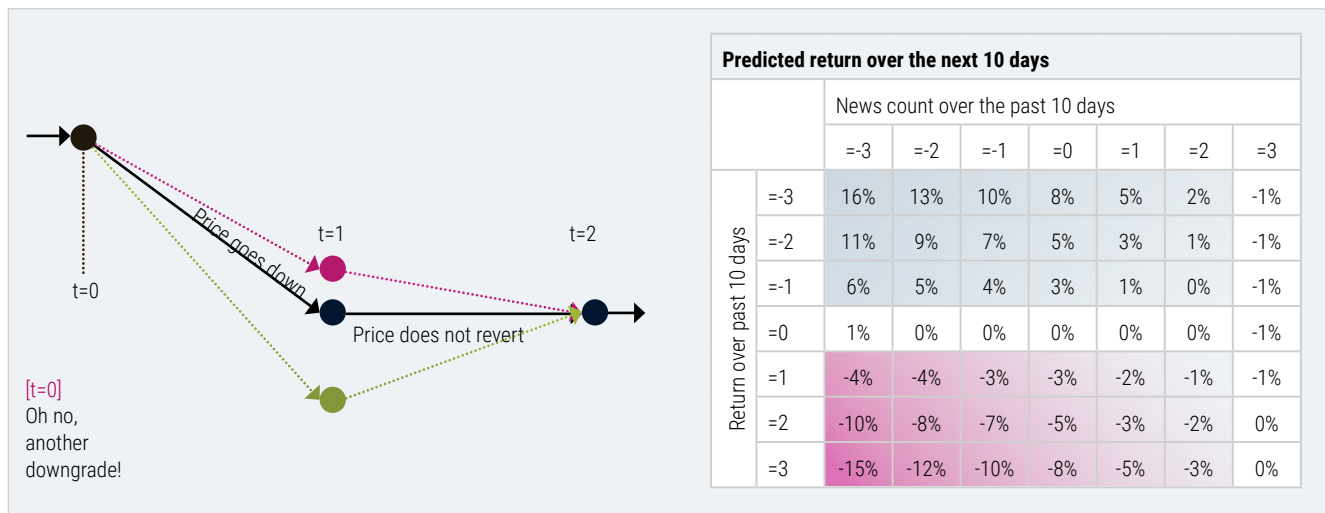 Price goes down
t=1
t=2
t=0
Price does not revert
[t=0]
Oh no,
another
downgrade!
Predicted return over the next 10 days
News count over the past 10 days
=-3 =-2 =-1 =0 =1 =2 =3
Return over past 10 days
=-3 16% 13% 10% 8% 5% 2% -1%
=-2 11% 9% 7% 5% 3% 1% -1%
=-1 6% 5% 4% 3% 1% 0% -1%
=0 1% 0% 0% 0% 0% 0% -1%
=1 -4% -4% -3% -3% -2% -1% -1%
=2 -10% -8% -7% -5% -3% -2% 0%
=3 -15% -12% -10% -8% -5% -3% 0%